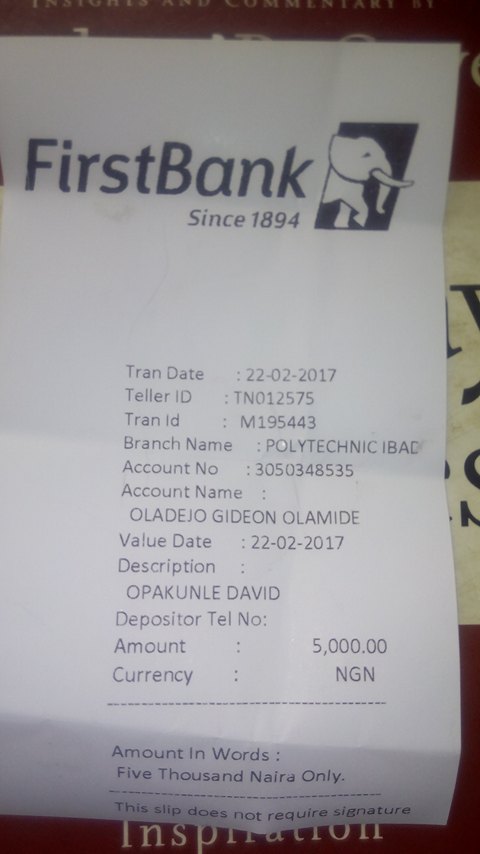 INSIGHTS AND COMMENTARY BY
FirstBank
Since 1894
Tran Date : 22-02-2017
Teller ID : TN012575
Tran Id : M195443
Branch Name : POLYTECHNIC IBAD
Account No : 3050348535
Account Name :
OLADEJO GIDEON OLAMIDE
Value Date : 22-02-2017
Description :
OPAKUNLE DAVID
Depositor Tel No:
Amount : 5,000.00
Currency : NGN
Amount In Words :
Five Thousand Naira Only.
This slip does not require signature
Inspiration